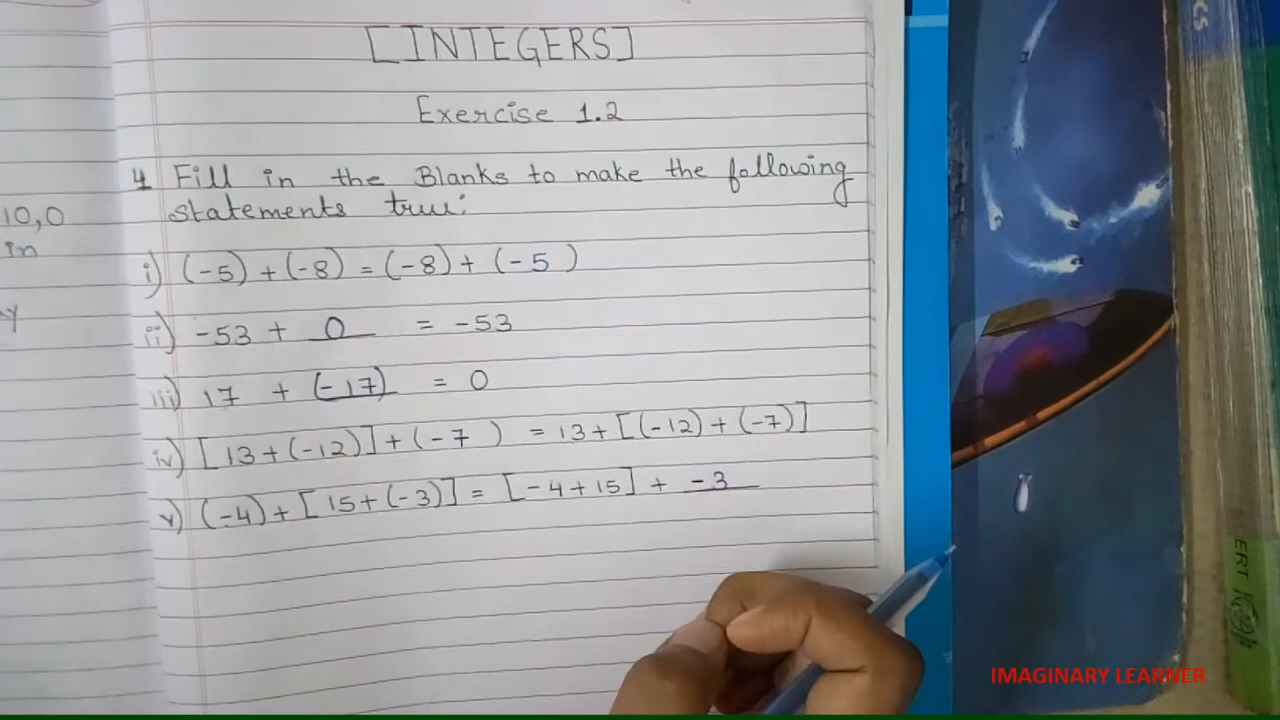 [INTEGERS]
Exercise 1.2
4 Fill in the Blanks to make the following
statements true:
i) (-5) + (-8) = (-8) + (-5)
ii) -53 + 0 = -53
iii) 17 + (-17) = 0
iv) [13+(-12)]+(-7) = 13+[(-12)+(-7)]
v) (-4)+[15+(-3)] = [-4+15] + -3
10,0
in
y
CS
ERT
IMAGINARY LEARNER